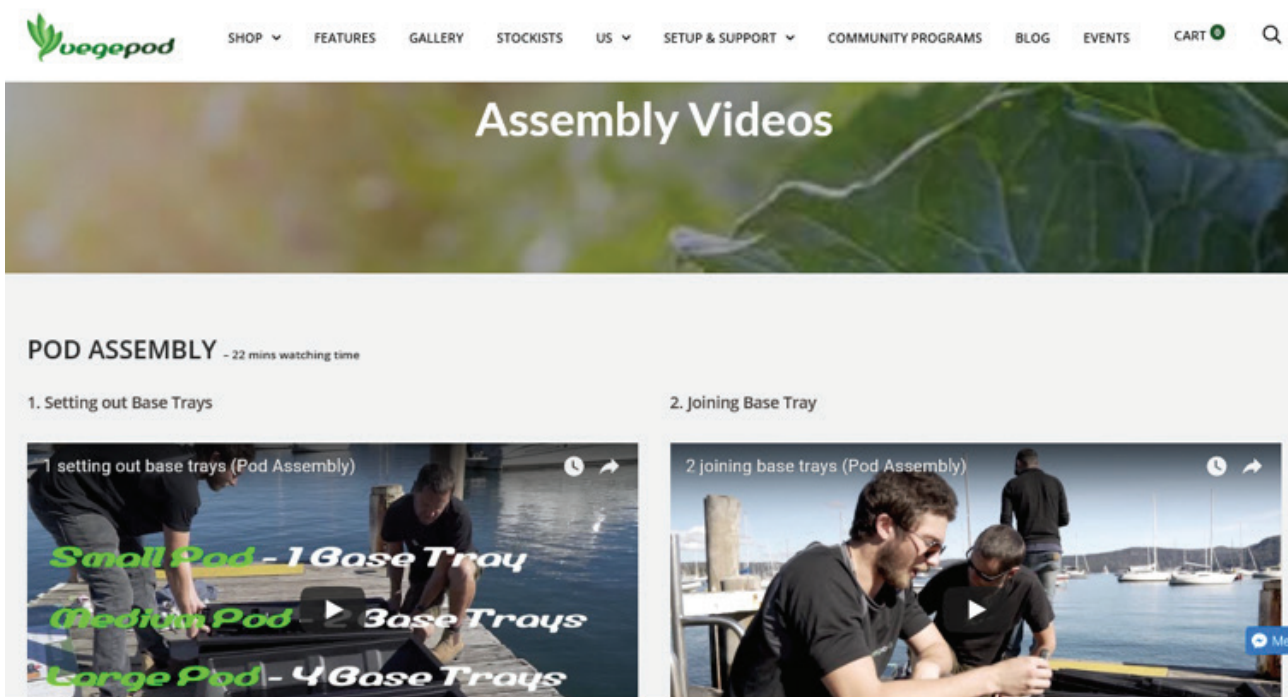 vegepod
SHOP FEATURES GALLERY STOCKISTS US SETUP & SUPPORT COMMUNITY PROGRAMS BLOG EVENTS CART 0
Assembly Videos
POD ASSEMBLY - 22 mins watching time
1. Setting out Base Trays
2. Joining Base Tray
1 setting out base trays (Pod Assembly)
Small Pod - 1 Base Tray
Medium Pod - 2 Base Trays
Large Pod - 4 Base Trays
2 joining base trays (Pod Assembly)
Me